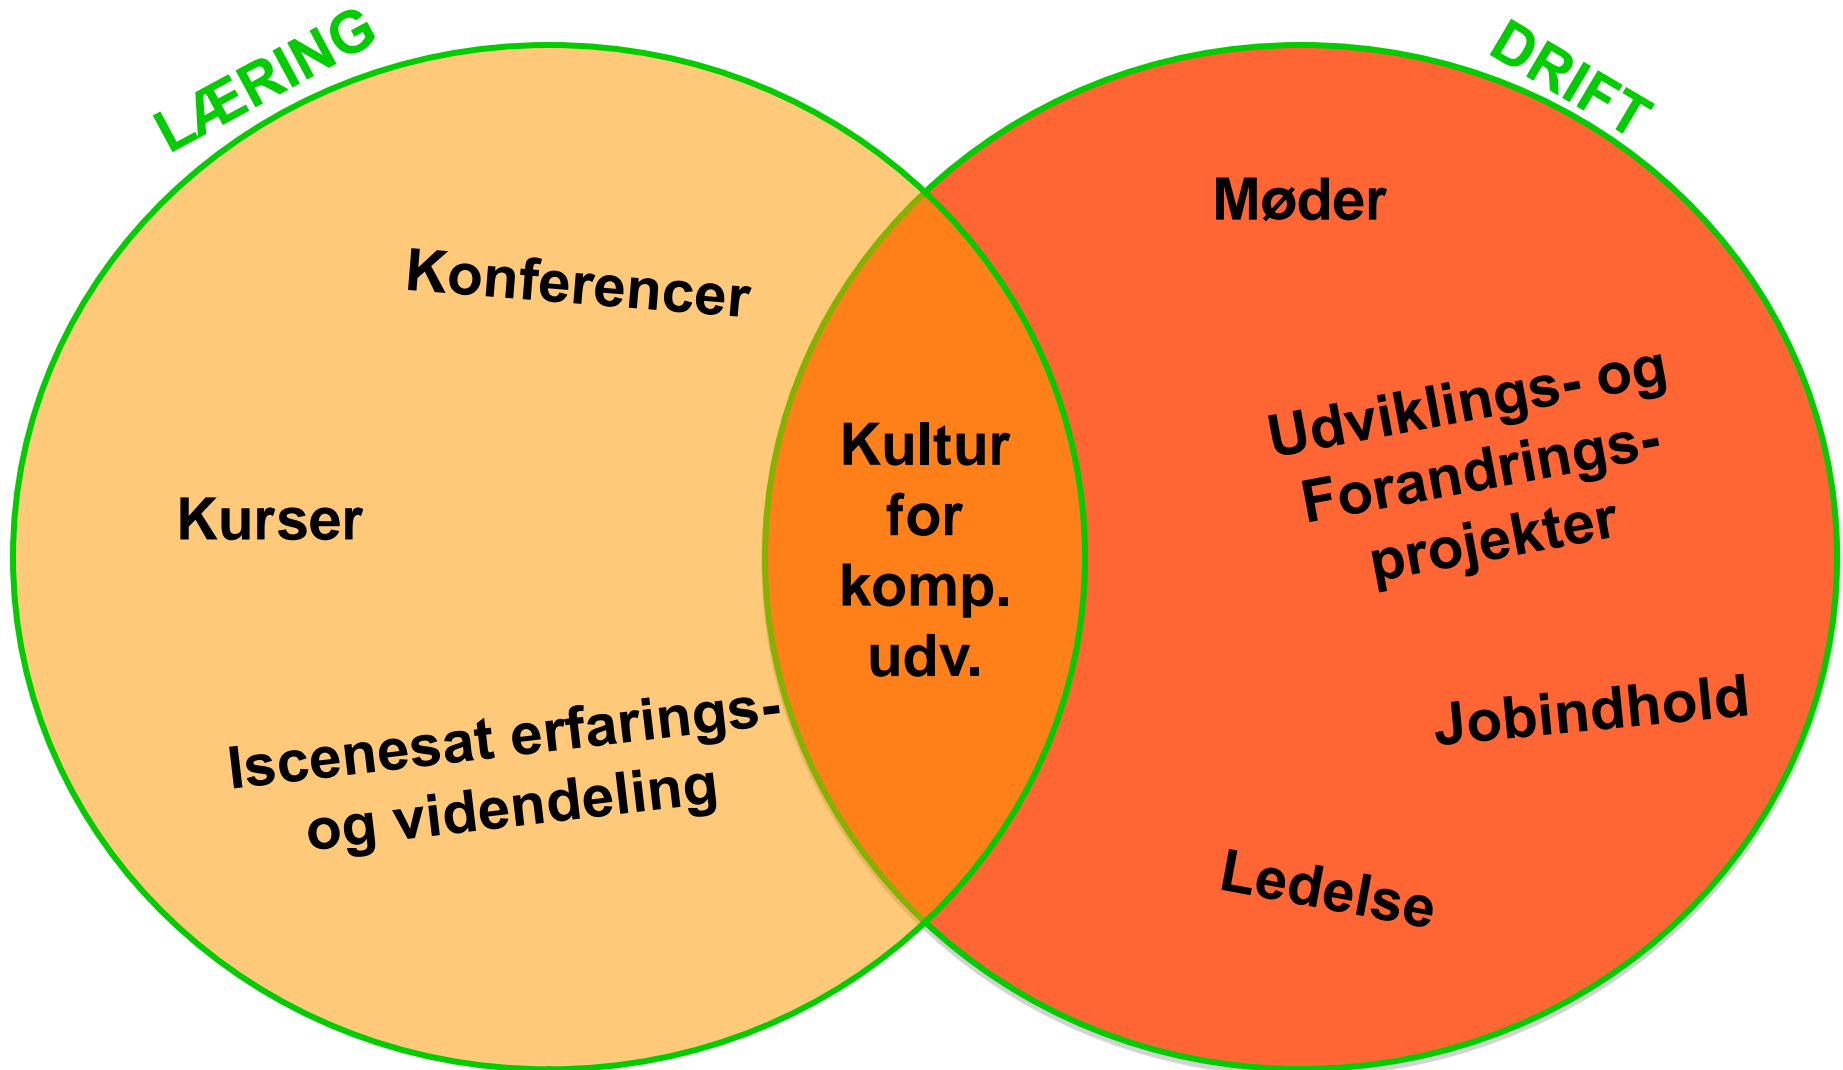 LÆRING
Konferencer
Kurser
Iscenesat erfarings-
og videndeling
Kultur
for
komp.
udv.
DRIFT
Møder
Udviklings- og
Forandrings-
projekter
Jobindhold
Ledelse